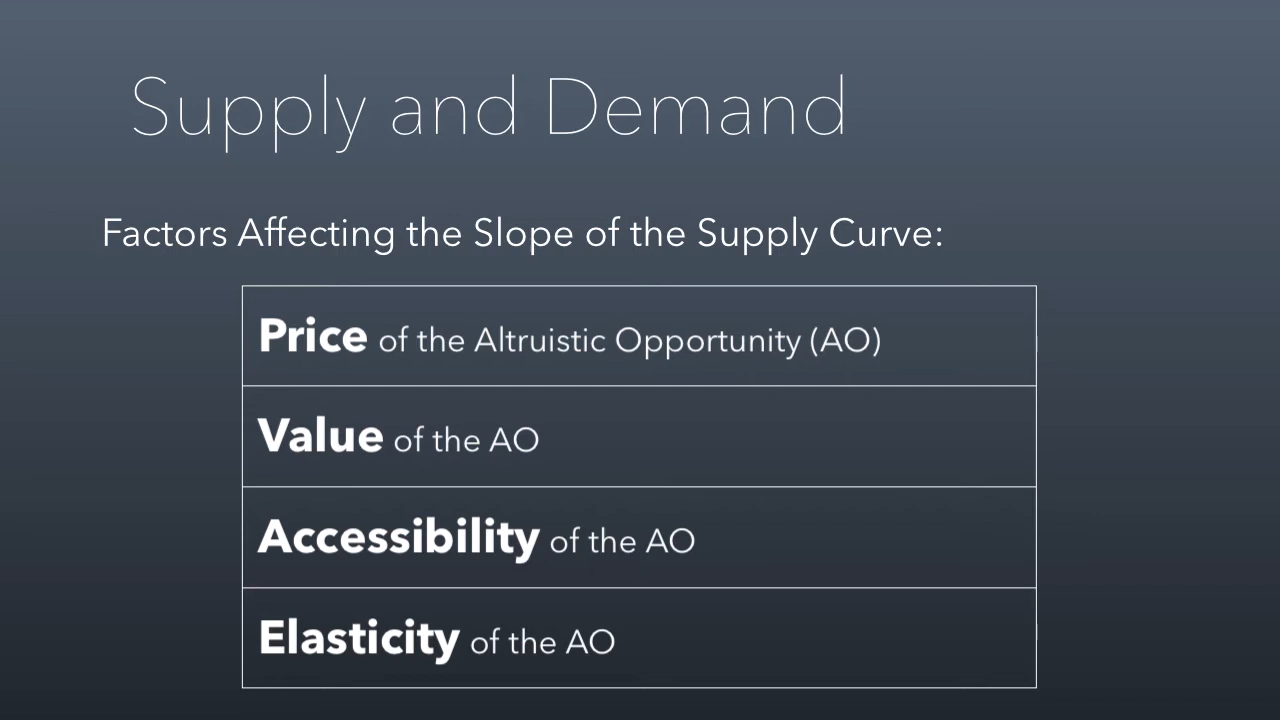 Supply and Demand
Factors Affecting the Slope of the Supply Curve:
Price of the Altruistic Opportunity (AO)
Value of the AO
Accessibility of the AO
Elasticity of the AO